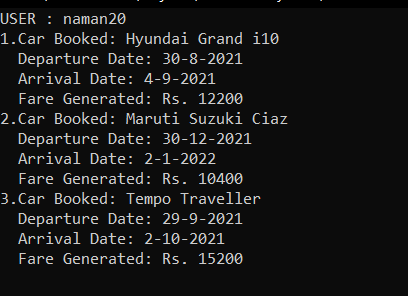 USER : naman20
1.Car Booked: Hyundai Grand i10
Departure Date: 30-8-2021
Arrival Date: 4-9-2021
Fare Generated: Rs. 12200
2.Car Booked: Maruti Suzuki Ciaz
Departure Date: 30-12-2021
Arrival Date: 2-1-2022
Fare Generated: Rs. 10400
3.Car Booked: Tempo Traveller
Departure Date: 29-9-2021
Arrival Date: 2-10-2021
Fare Generated: Rs. 15200